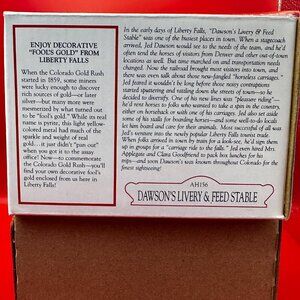 ENJOY DECORATIVE
"FOOL'S GOLD" FROM
LIBERTY FALLS
When the Colorado Gold Rush
started in 1859, some miners
were lucky enough to discover
rich sources of gold—or later
silver—but many more were
mesmerized by what turned out
to be "fool's gold." While its real
name is pyrite, this light yellow-
colored metal had much of the
sparkle and weight of real
gold. . .it just didn't "pan out"
when you got it to the assay
office! Now—to commemorate
the Colorado Gold Rush—you'll
find your own decorative fool's
gold enclosed from us here in
Liberty Falls!
In the early days of Liberty Falls, "Dawson's Livery & Feed
Stable" was one of the busiest places in town. When a stagecoach
arrived, Jed Dawson would see to the needs of the team, and he'd
often tend the horses of visitors from Denver and other out-of-town
locations as well. But time marched on and transportation needs
changed. Now the railroad brought most visitors into town, and
there was even talk about those new-fangled "horseless carriages."
Jed feared it wouldn't be long before those noisy contraptions
started sputtering and rattling down the streets of town—so he
decided to diversify. One of his new lines was "pleasure riding"—
he'd rent horses to folks who wanted to take a spin in the country,
either on horseback or with one of his carriages. Jed also set aside
some of his stalls for boarding horses—and some well-to-do locals
had him board and care for their animals. Most successful of all was
Jed's venture into the newly popular Liberty Falls tourist trade.
When folks arrived in town by train for a look-see, he'd sign them
up in groups for a "carriage ride to the falls." Jed even hired Mrs.
Applegate and Clara Goodfriend to pack box lunches for his
trips—and soon Dawson's was known throughout Colorado for the
finest sightseeing!
AH156
DAWSON'S LIVERY & FEED STABLE